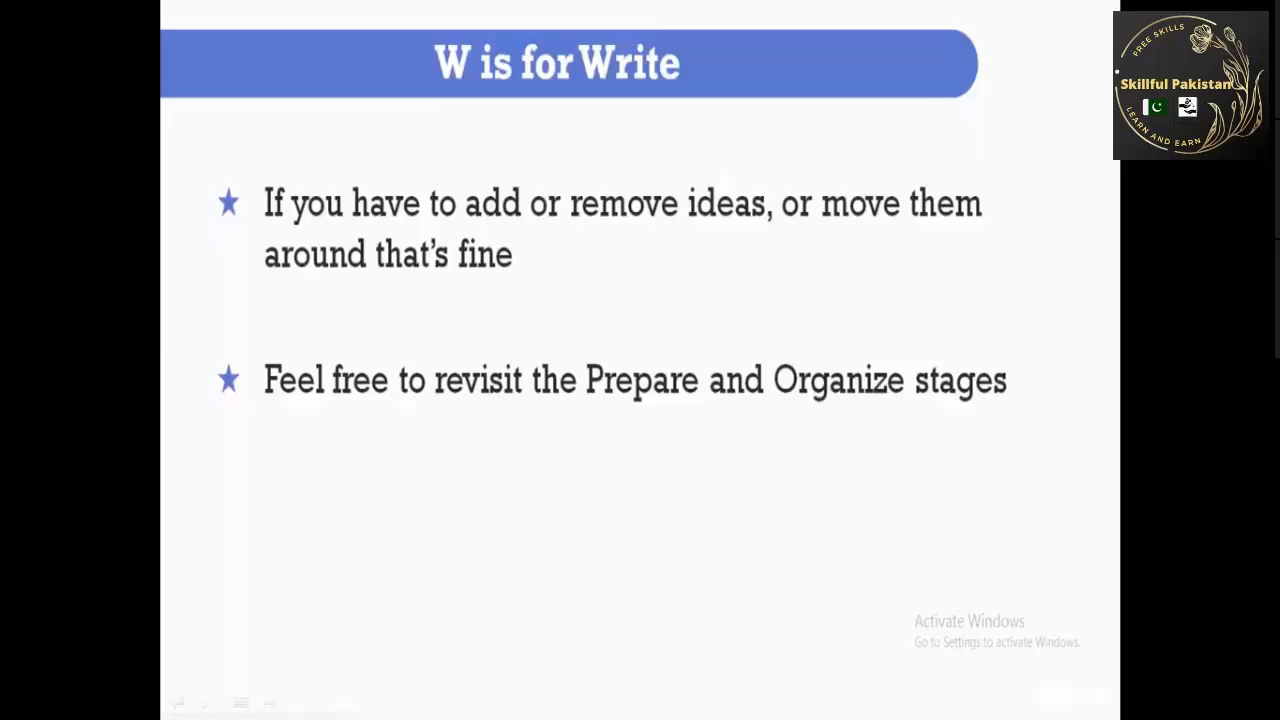 W is for Write
FREE SKILLS
Skillful Pakistan
LEARN AND EARN
★ If you have to add or remove ideas, or move them
around that's fine
★ Feel free to revisit the Prepare and Organize stages
Activate Windows
Go to Settings to activate Windows.